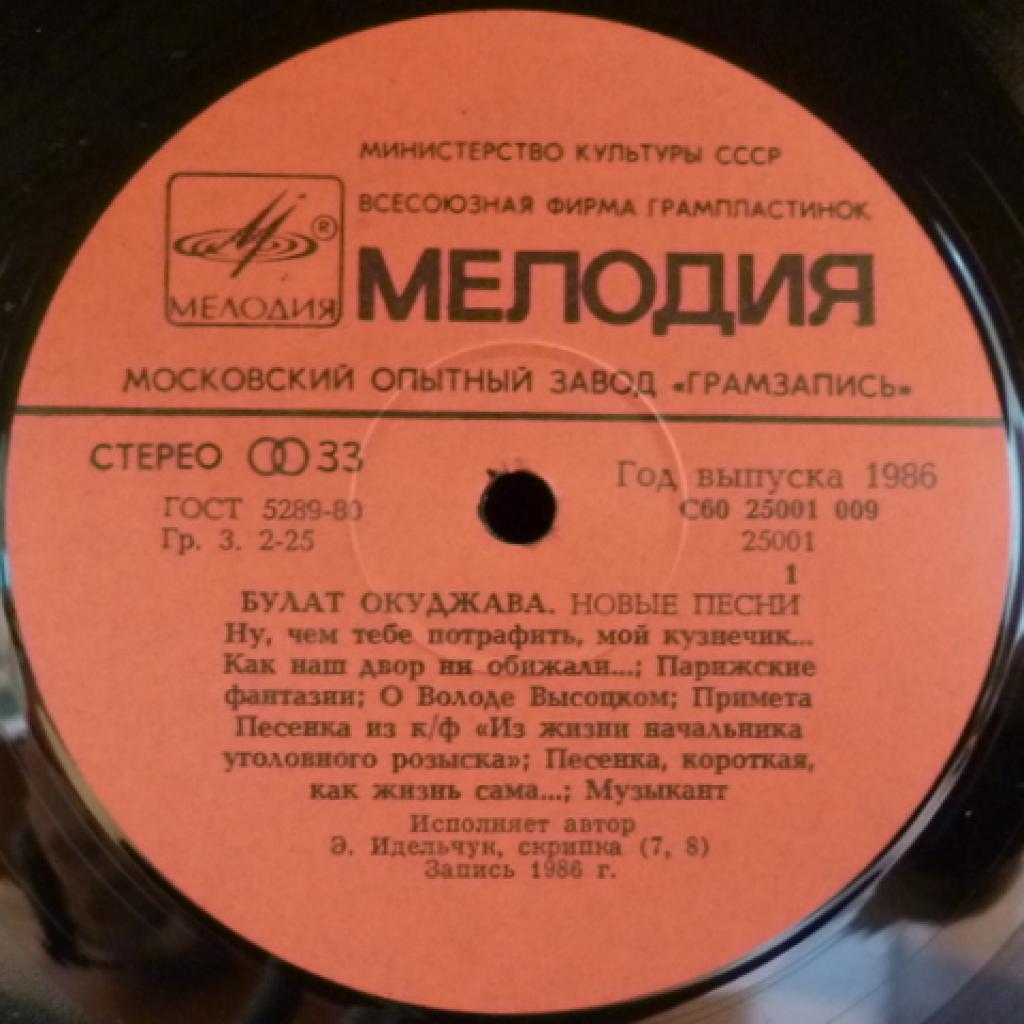 МИНИСТЕРСТВО КУЛЬТУРЫ СССР
ВСЕСОЮЗНАЯ ФИРМА ГРАМПЛАСТИНОК
®
МЕЛОДИЯ
МЕЛОДИЯ
МОСКОВСКИЙ ОПЫТНЫЙ ЗАВОД «ГРАМЗАПИСЬ»
СТЕРЕО 33
Год выпуска 1986
ГОСТ 5289-80
С60 25001 009
Гр. 3. 2-25
25001
1
БУЛАТ ОКУДЖАВА. НОВЫЕ ПЕСНИ
Ну, чем тебе потрафить, мой кузнечик...
Как наш двор ни обижали...; Парижские
фантазии; О Володе Высоцком; Примета
Песенка из к/ф «Из жизни начальника
уголовного розыска»; Песенка, короткая,
как жизнь сама...; Музыкант
Исполняет автор
Э. Идельчук, скрипка (7, 8)
Запись 1986 г.